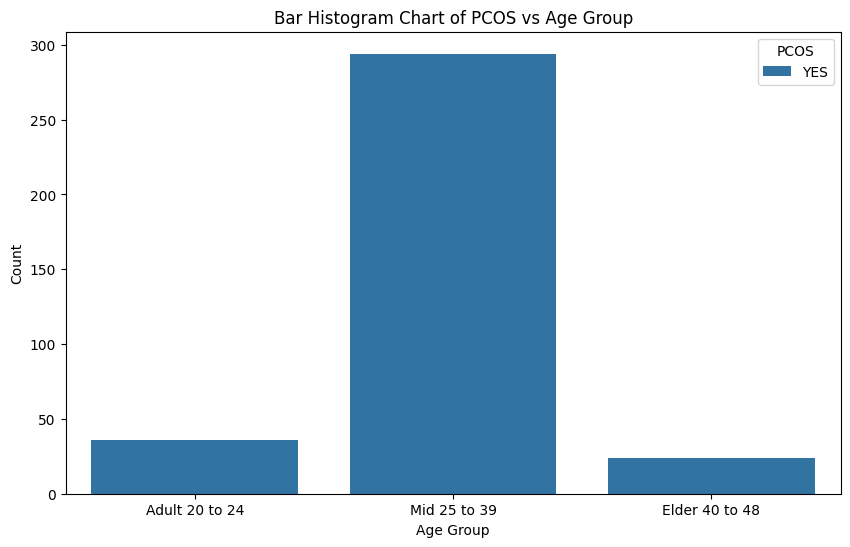 Bar Histogram Chart of PCOS vs Age Group
PCOS
YES
300
250
200
150
100
50
0
Count
Adult 20 to 24
Mid 25 to 39
Elder 40 to 48
Age Group